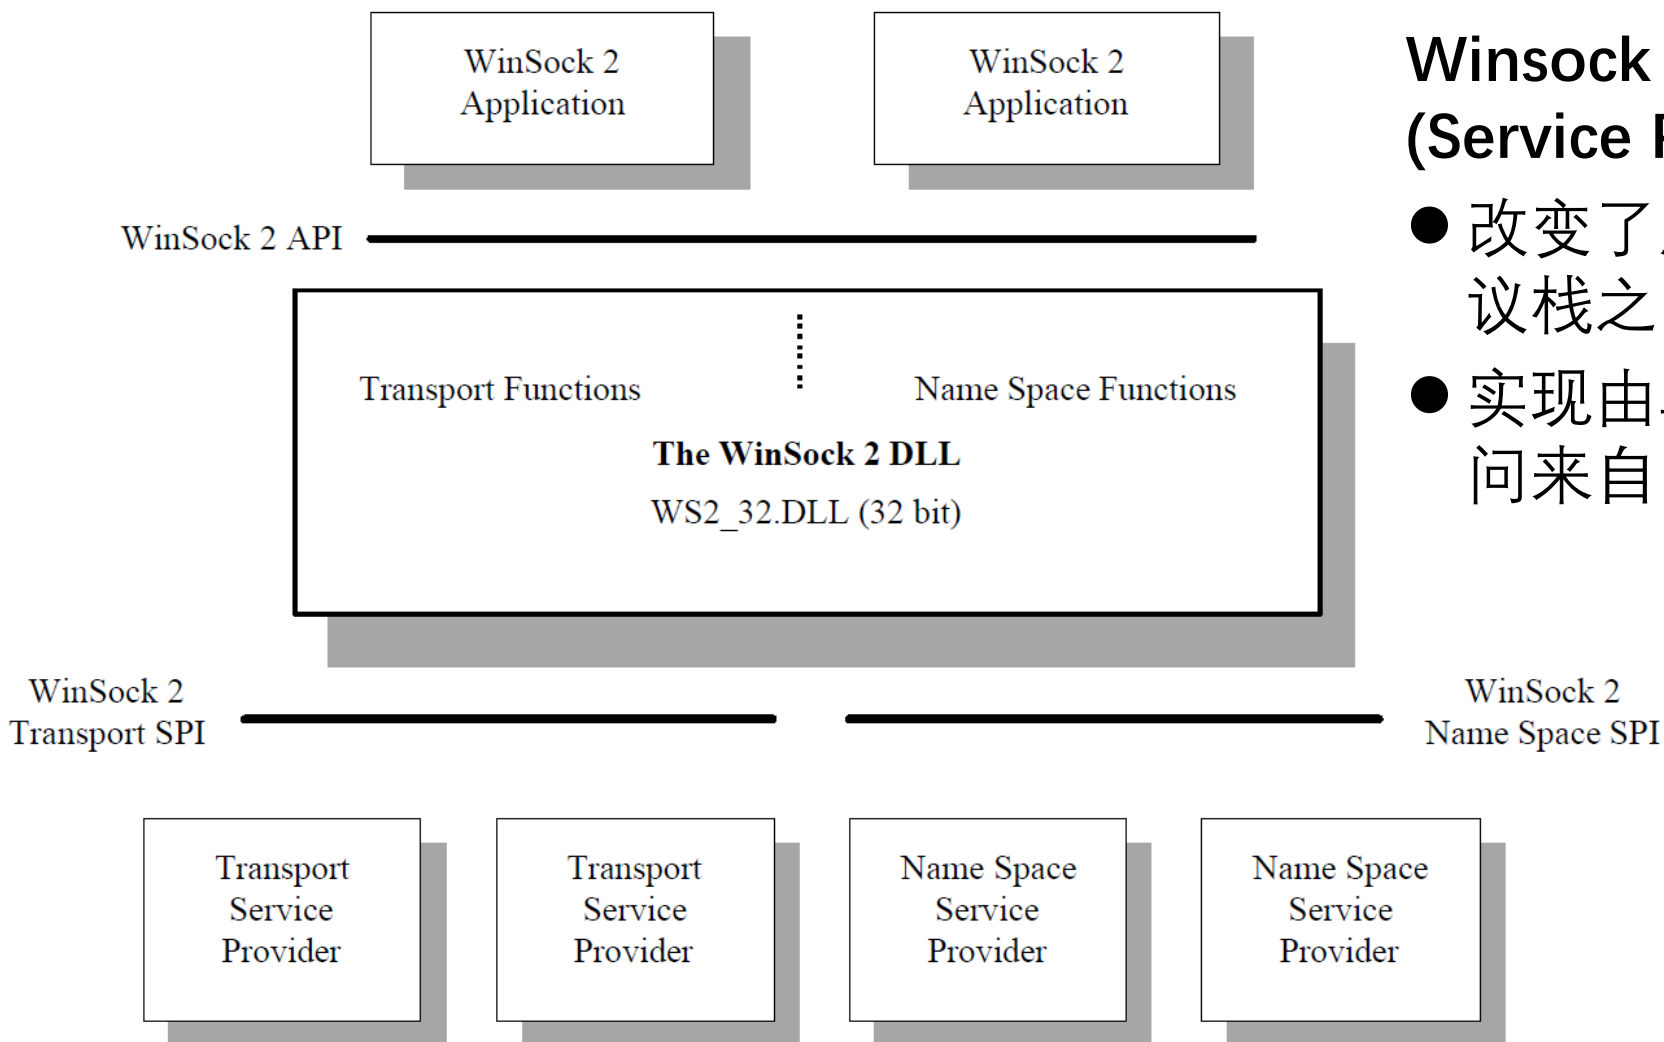 WinSock 2
Application
WinSock 2
Application
Winsock
(Service
改变了
议栈之
实现由
问来自
WinSock 2 API
Transport Functions
Name Space Functions
The WinSock 2 DLL
WS2_32.DLL (32 bit)
WinSock 2
Transport SPI
WinSock 2
Name Space SPI
Transport
Service
Provider
Transport
Service
Provider
Name Space
Service
Provider
Name Space
Service
Provider